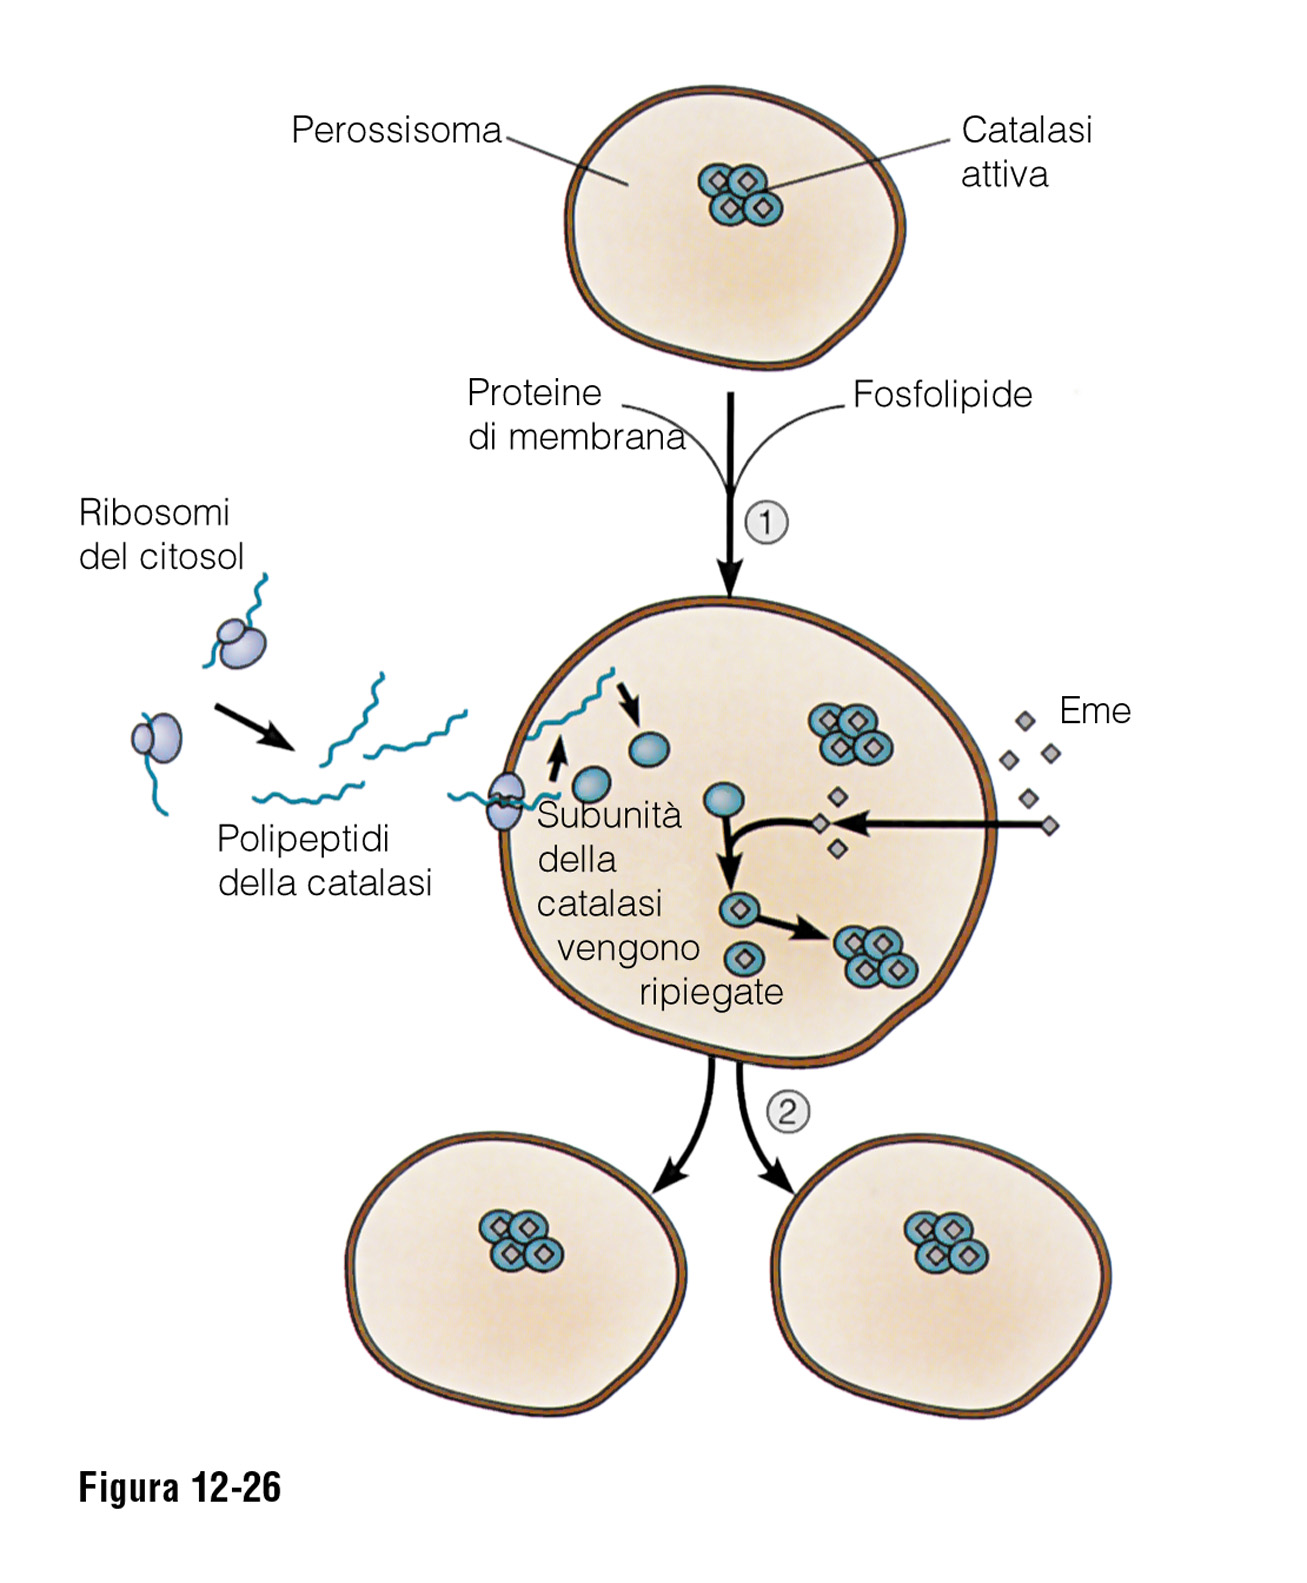 Perossisoma
Catalasi
attiva
Proteine
di membrana
Fosfolipide
1
Ribosomi
del citosol
Eme
Polipeptidi
della catalasi
Subunità
della
catalasi
vengono
ripiegate
2
Figura 12-26